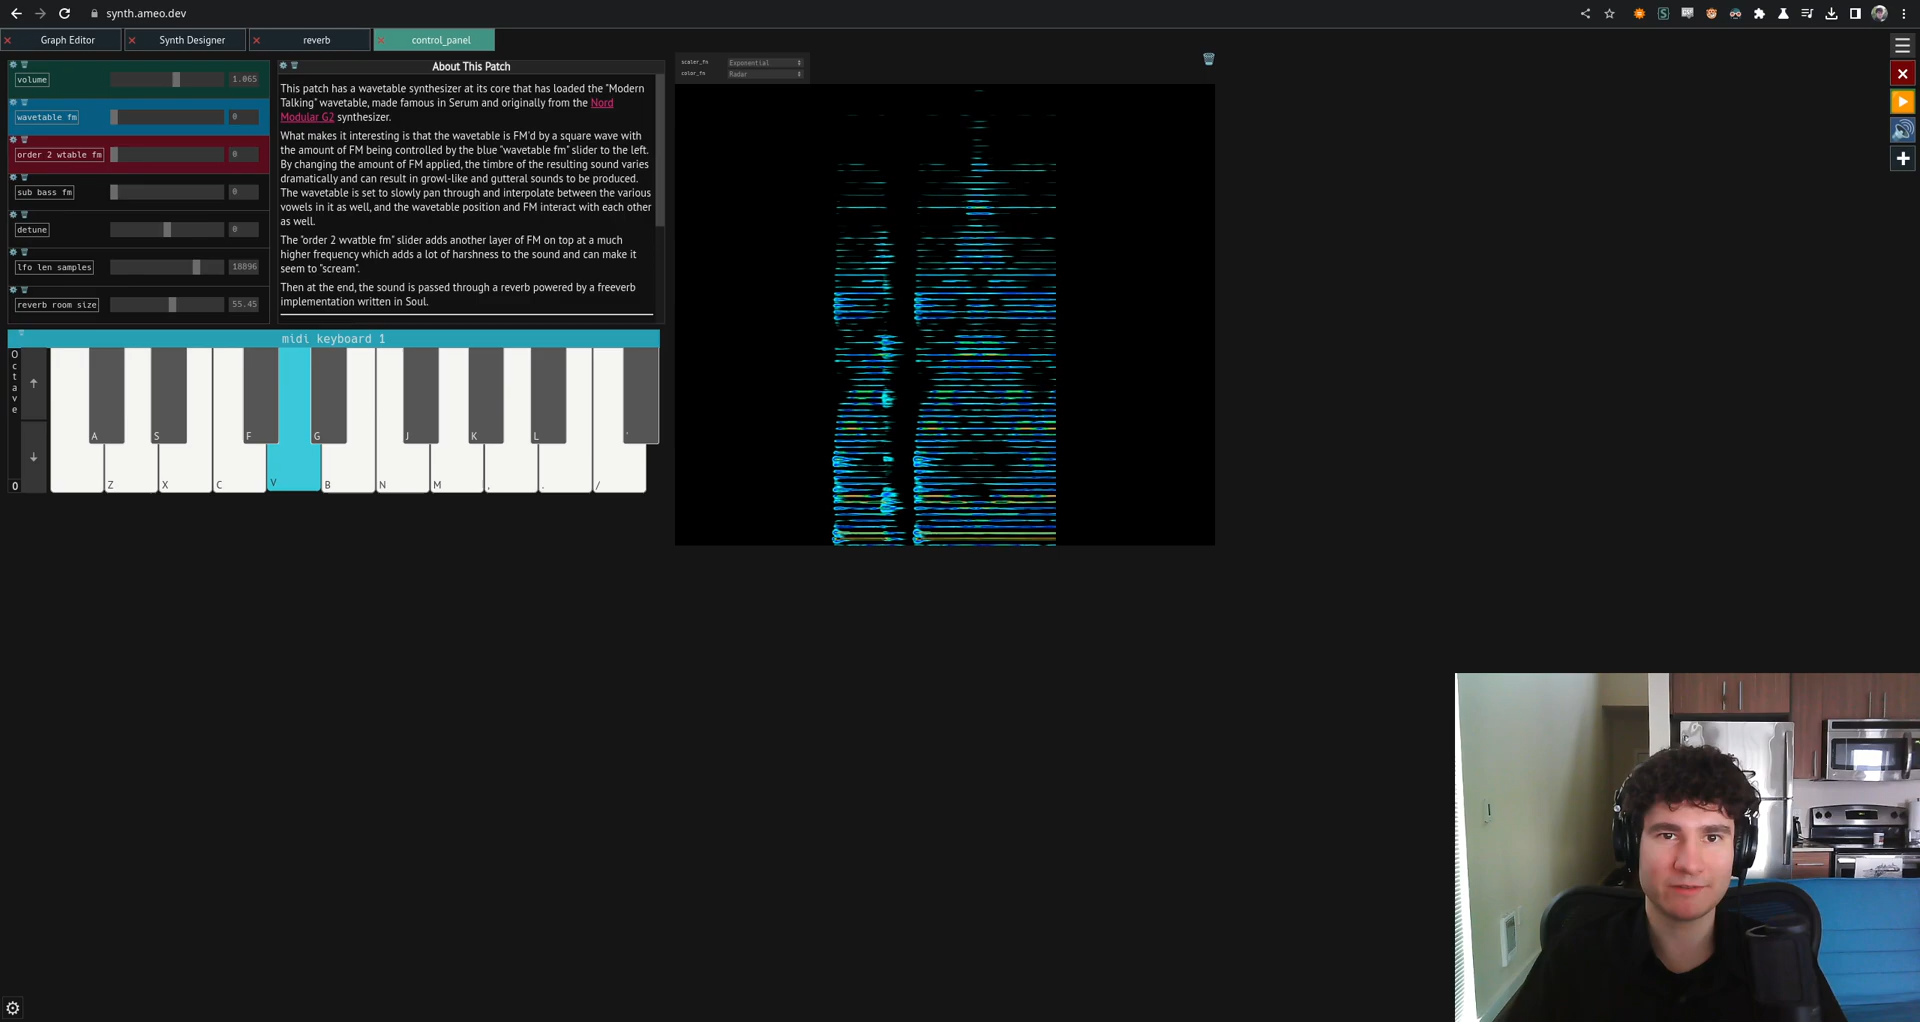 synth.ameo.dev
Graph Editor
Synth Designer
reverb
control_panel
volume
1.065
wavetable fm
0
order 2 wtable fm
0
sub bass fm
0
detune
0
lfo len samples
18896
reverb room size
55.45
About This Patch
This patch has a wavetable synthesizer at its core that has loaded the "Modern
Talking" wavetable, made famous in Serum and originally from the Nord
Modular G2 synthesizer.
What makes it interesting is that the wavetable is FM'd by a square wave with
the amount of FM being controlled by the blue "wavetable fm" slider to the left.
By changing the amount of FM applied, the timbre of the resulting sound varies
dramatically and can result in growl-like and gutteral sounds to be produced.
The wavetable is set to slowly pan through and interpolate between the various
vowels in it as well, and the wavetable position and FM interact with each other
as well.
The "order 2 wvatble fm" slider adds another layer of FM on top at a much
higher frequency which adds a lot of harshness to the sound and can make it
seem to "scream".
Then at the end, the sound is passed through a reverb powered by a freeverb
implementation written in Soul.
scaler_fn
Exponential
color_fn
Radar
midi keyboard 1
Octave
0
A S F G J K L '
Z X C V B N M , . /